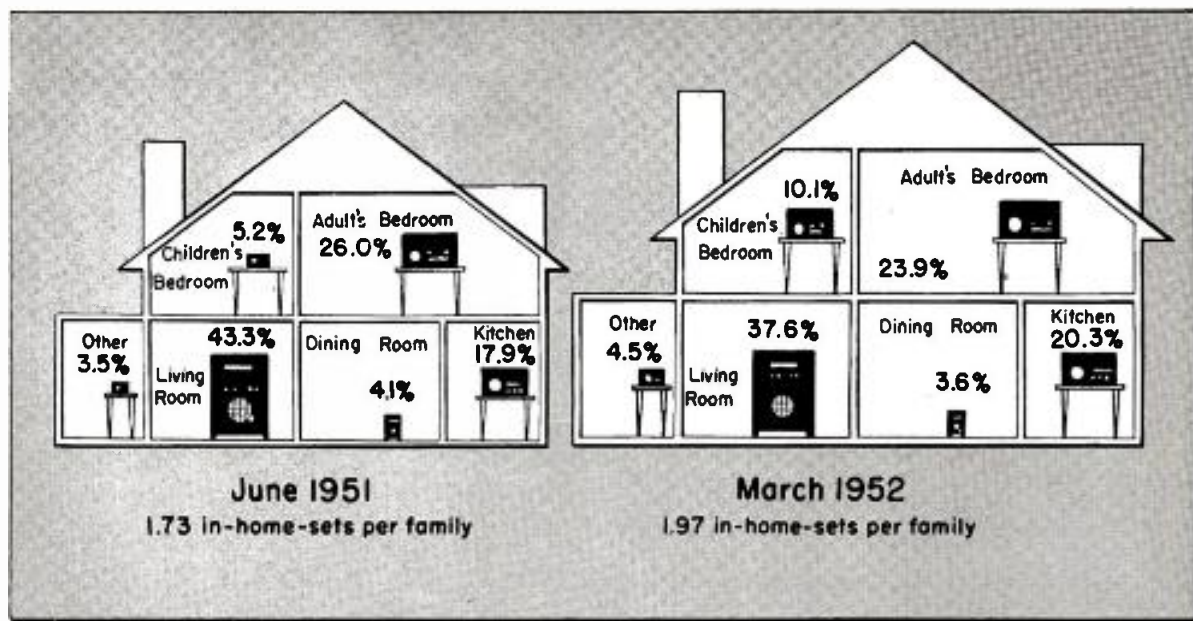 5.2%
Children's
Bedroom
Adult's Bedroom
26.0%
Other
3.5%
43.3%
Living
Room
Dining Room
4.1%
Kitchen
17.9%
June 1951
1.73 in-home-sets per family
10.1%
Children's
Bedroom
Adult's Bedroom
23.9%
Other
4.5%
37.6%
Living
Room
Dining Room
3.6%
Kitchen
20.3%
March 1952
1.97 in-home-sets per family